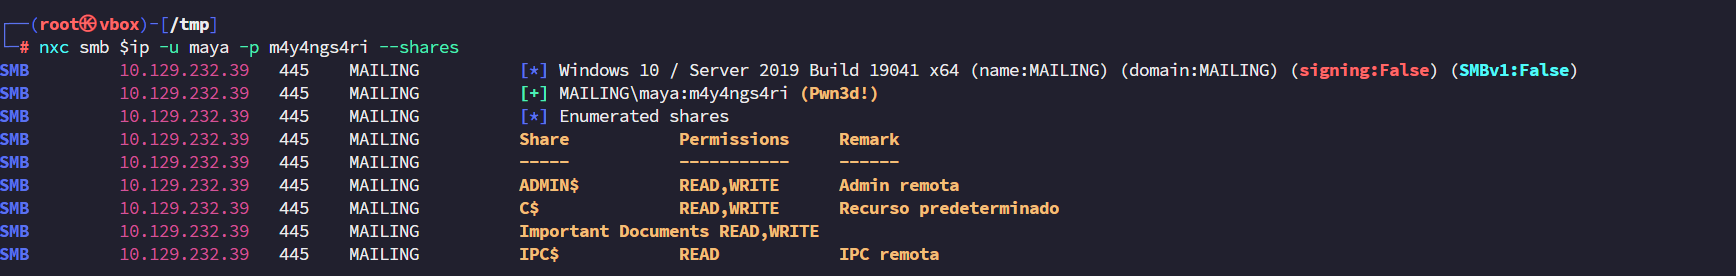 ┌──(root㉿vbox)-[/tmp]
└─# nxc smb $ip -u maya -p m4y4ngs4ri --shares
SMB 10.129.232.39 445 MAILING [*] Windows 10 / Server 2019 Build 19041 x64 (name:MAILING) (domain:MAILING) (signing:False) (SMBv1:False)
SMB 10.129.232.39 445 MAILING [+] MAILING\maya:m4y4ngs4ri (Pwn3d!)
SMB 10.129.232.39 445 MAILING [*] Enumerated shares
SMB 10.129.232.39 445 MAILING Share Permissions Remark
SMB 10.129.232.39 445 MAILING ----- ----------- ------
SMB 10.129.232.39 445 MAILING ADMIN$ READ,WRITE Admin remota
SMB 10.129.232.39 445 MAILING C$ READ,WRITE Recurso predeterminado
SMB 10.129.232.39 445 MAILING Important Documents READ,WRITE
SMB 10.129.232.39 445 MAILING IPC$ READ IPC remota